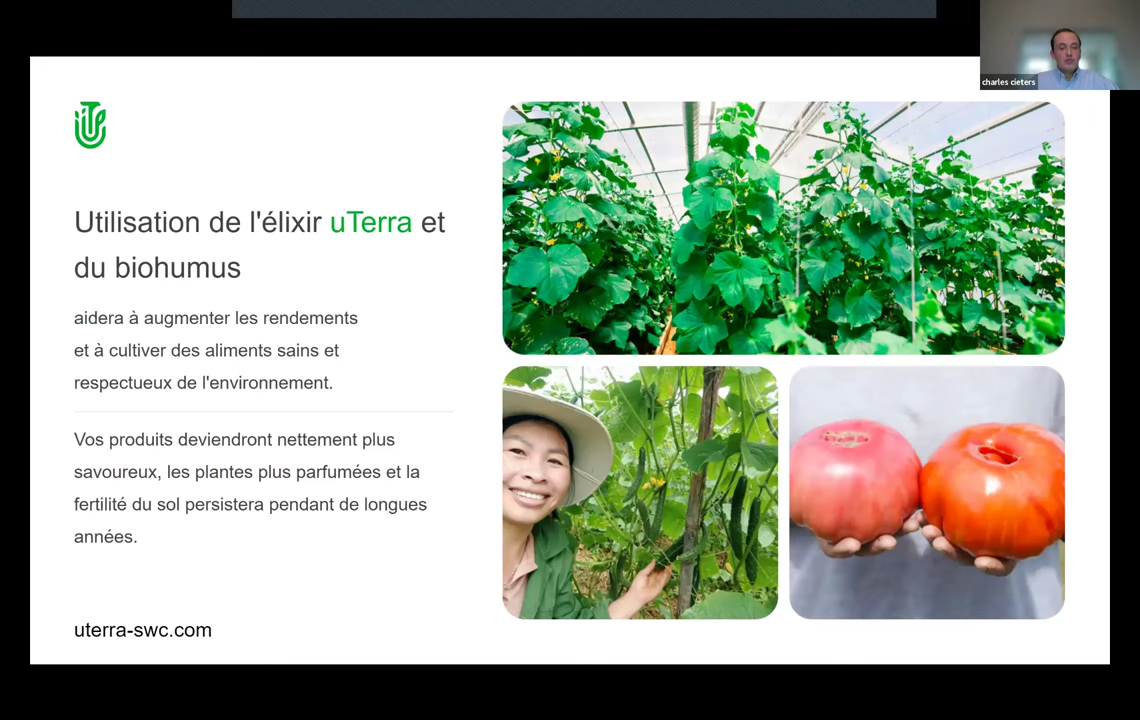 charles cieters
Utilisation de l'élixir uTerra et
du biohumus
aidera à augmenter les rendements
et à cultiver des aliments sains et
respectueux de l'environnement.
Vos produits deviendront nettement plus
savoureux, les plantes plus parfumées et la
fertilité du sol persistera pendant de longues
années.
uterra-swc.com